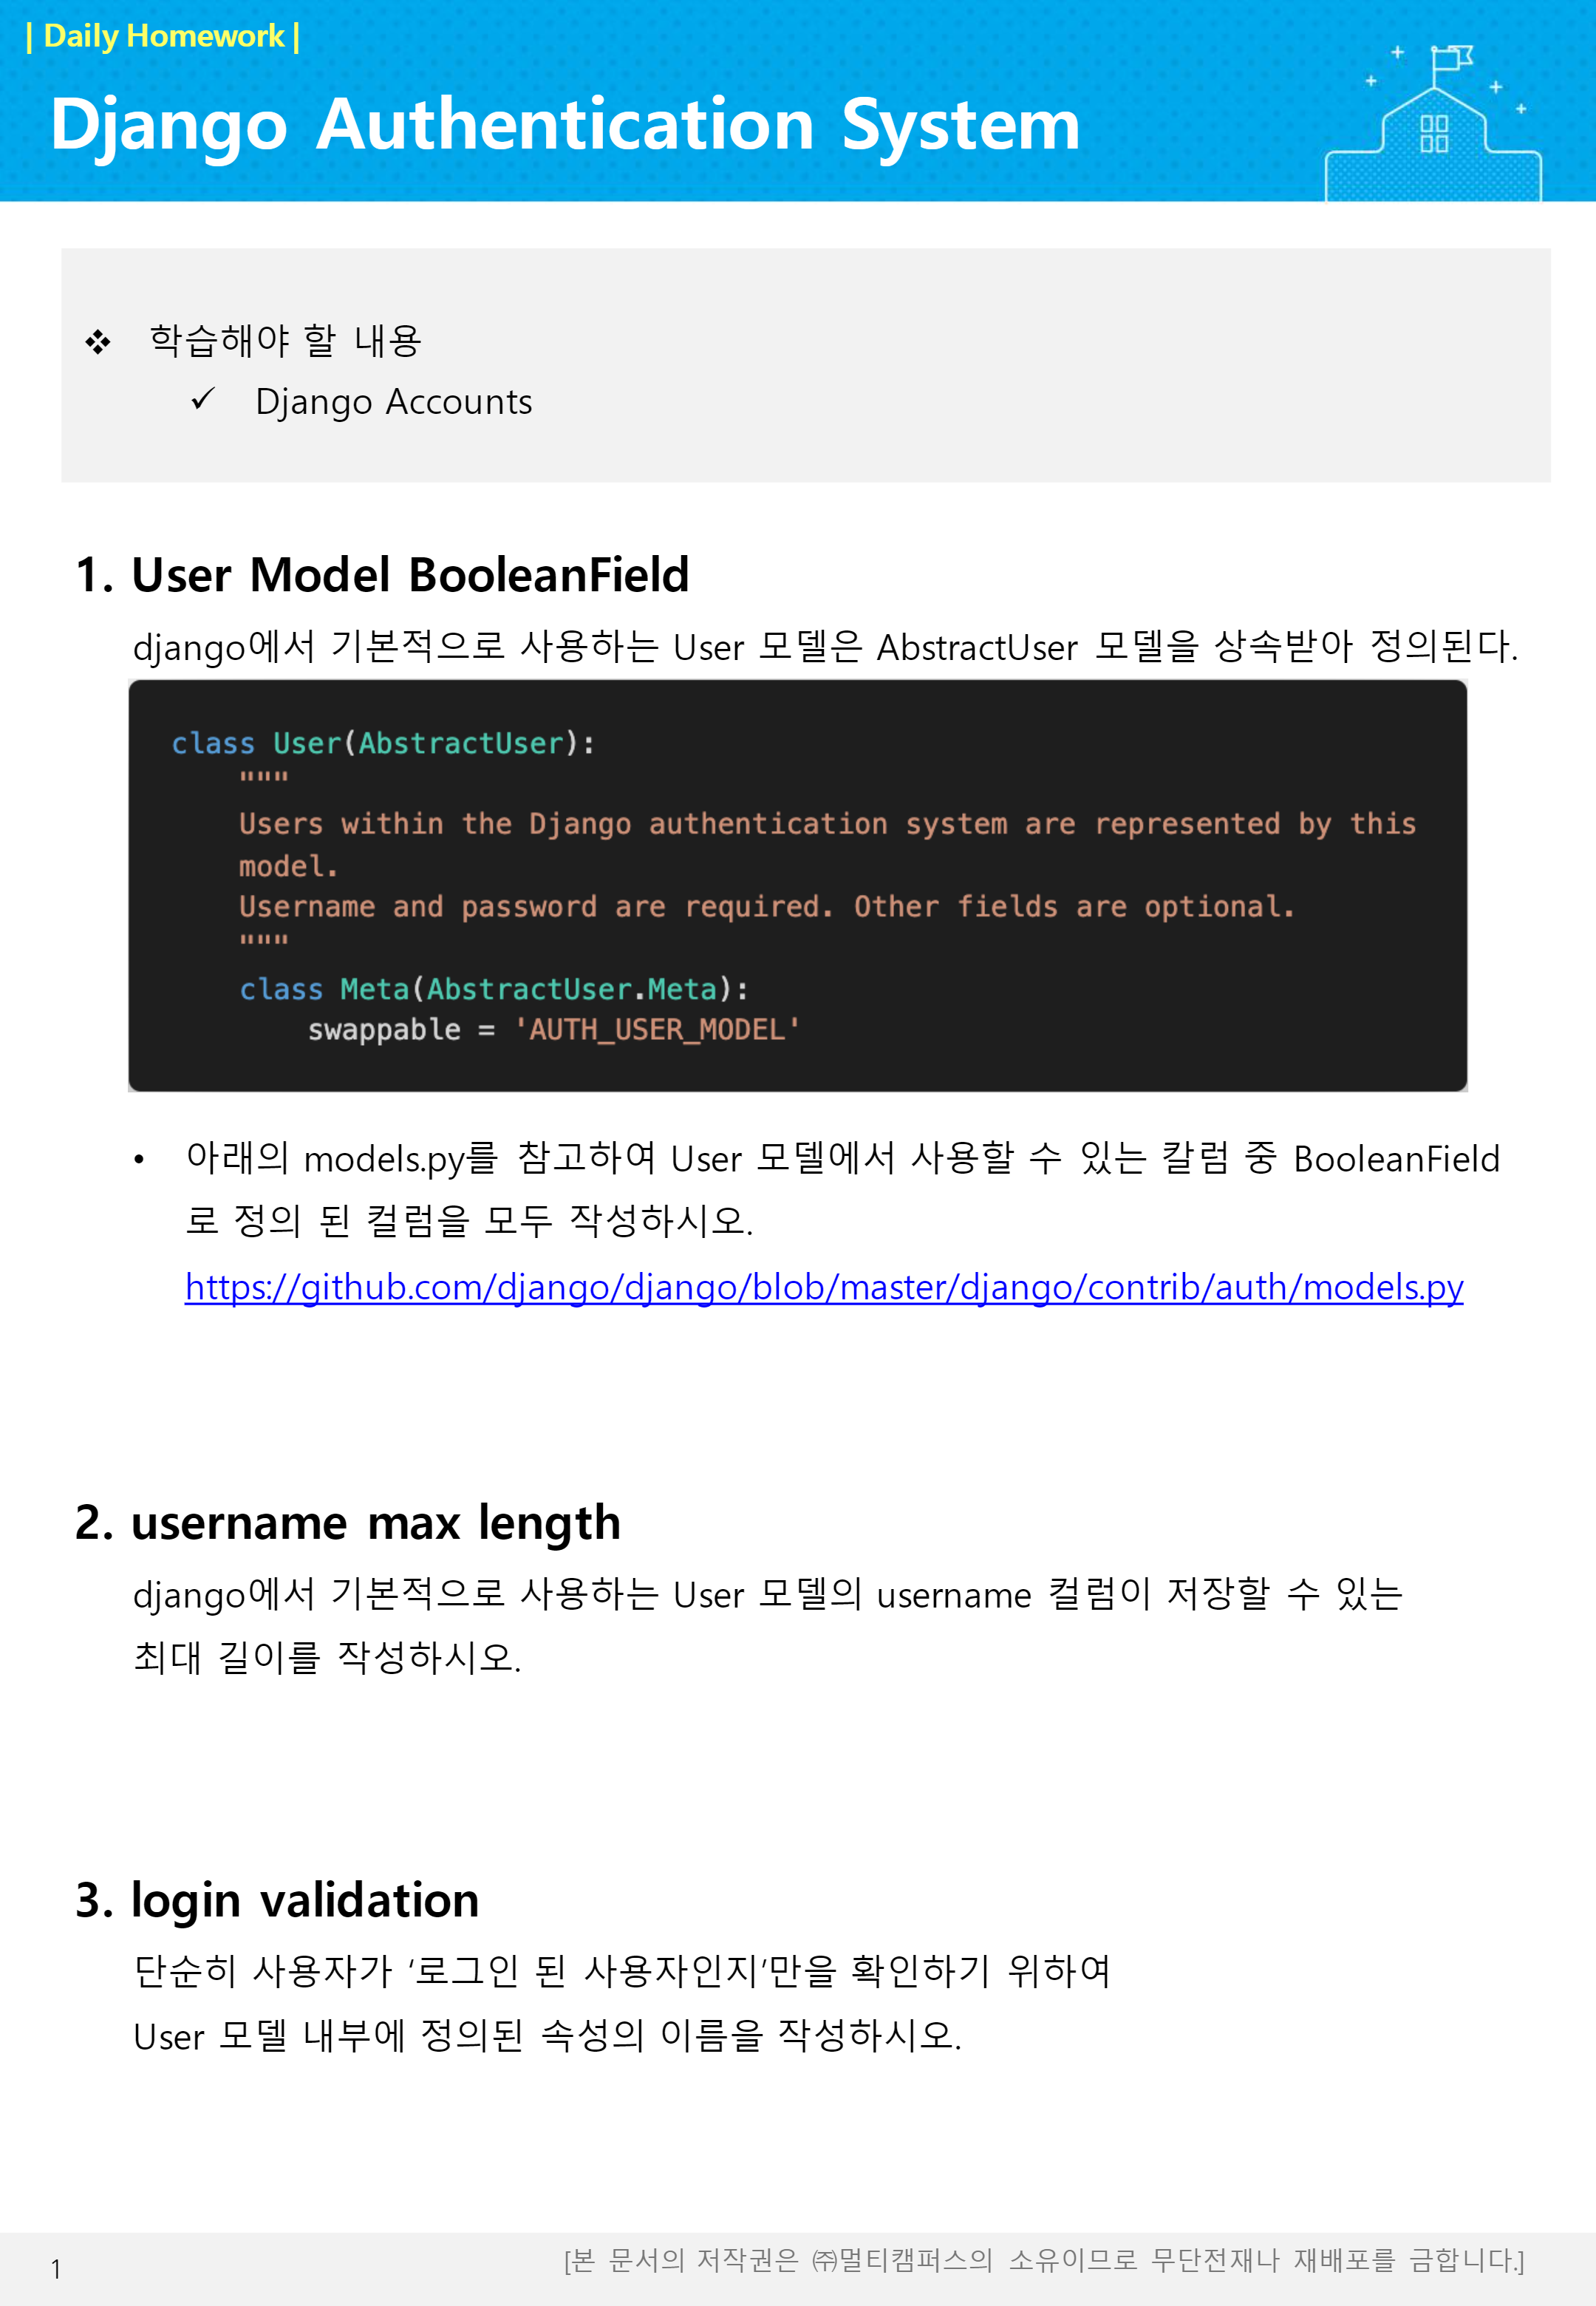 | Daily Homework |
Django Authentication System
❖ 학습해야 할 내용
✓ Django Accounts
1. User Model BooleanField
django에서 기본적으로 사용하는 User 모델은 AbstractUser 모델을 상속받아 정의된다.
class User(AbstractUser):
"""
Users within the Django authentication system are represented by this
model.
Username and password are required. Other fields are optional.
"""
class Meta(AbstractUser.Meta):
swappable = 'AUTH_USER_MODEL'
• 아래의 models.py를 참고하여 User 모델에서 사용할 수 있는 칼럼 중 BooleanField
로 정의 된 컬럼을 모두 작성하시오.
https://github.com/django/django/blob/master/django/contrib/auth/models.py
2. username max length
django에서 기본적으로 사용하는 User 모델의 username 컬럼이 저장할 수 있는
최대 길이를 작성하시오.
3. login validation
단순히 사용자가 ‘로그인 된 사용자인지’만을 확인하기 위하여
User 모델 내부에 정의된 속성의 이름을 작성하시오.
1
[본 문서의 저작권은 ㈜멀티캠퍼스의 소유이므로 무단전재나 재배포를 금합니다.]